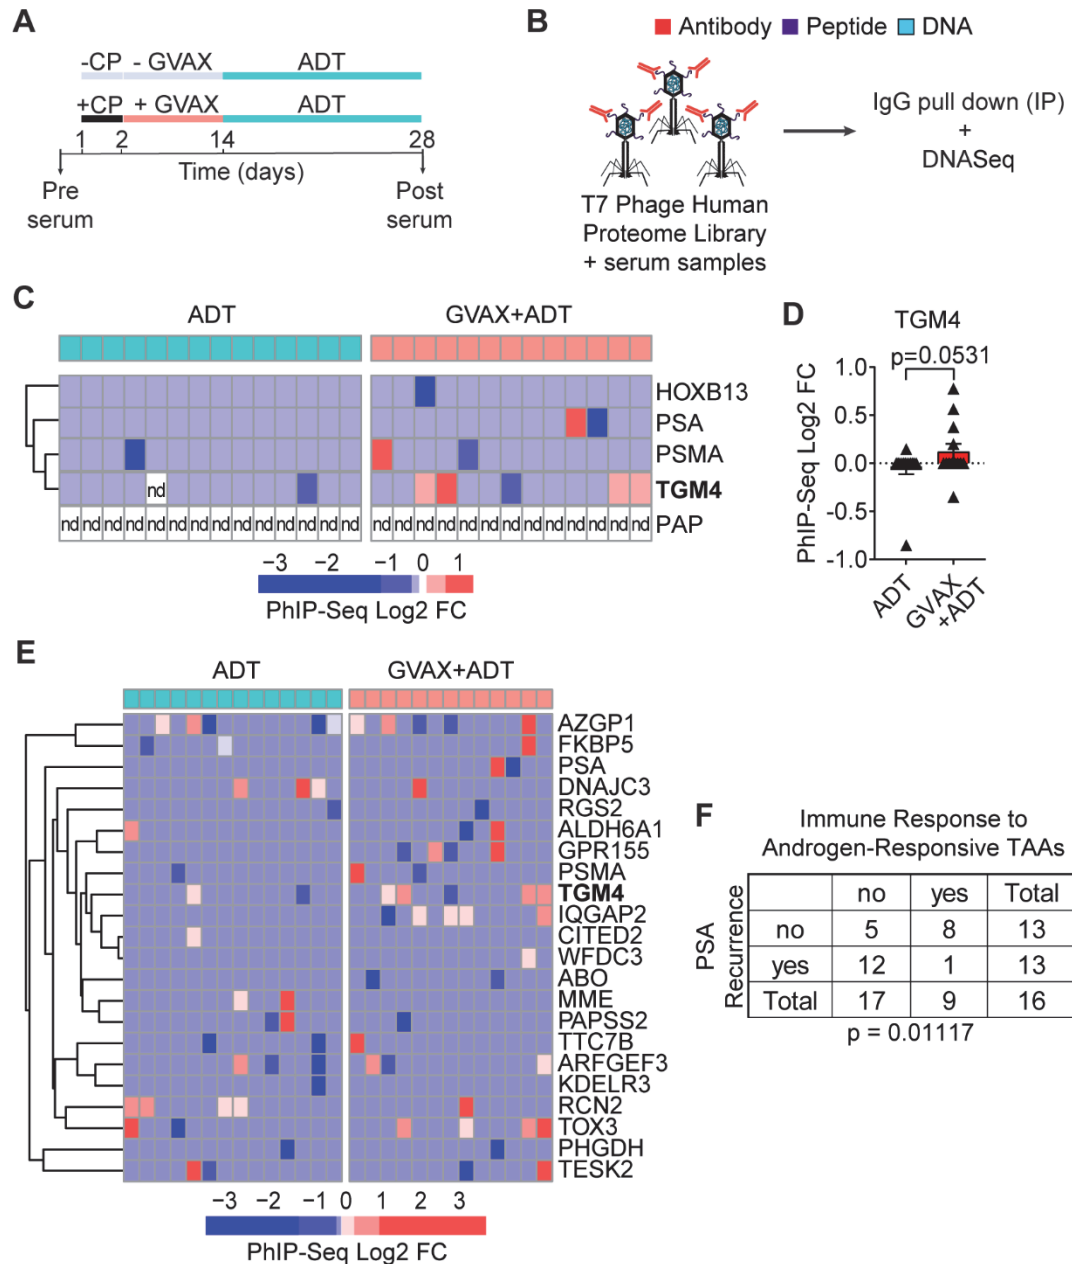 A
-CP - GVAX ADT
+CP + GVAX ADT
1 2 14 28
Time (days)
Pre serum
Post serum
B
Antibody Peptide DNA
T7 Phage Human
Proteome Library
+ serum samples
IgG pull down (IP)
+
DNASeq
C
ADT GVAX+ADT
HOXB13
PSA
PSMA
nd TGM4
nd nd nd nd nd nd nd nd nd nd nd nd nd nd nd nd nd nd nd nd nd nd nd nd nd nd nd PAP
−3 −2 −1 0 1
PhIP-Seq Log2 FC
D
TGM4
p=0.0531
1.0
0.5
0.0
-0.5
-1.0
PhIP-Seq Log2 FC
ADT
GVAX
+ADT
E
ADT GVAX+ADT
AZGP1
FKBP5
PSA
DNAJC3
RGS2
ALDH6A1
GPR155
PSMA
TGM4
IQGAP2
CITED2
WFDC3
ABO
MME
PAPSS2
TTC7B
ARFGEF3
KDELR3
RCN2
TOX3
PHGDH
TESK2
−3 −2 −1 0 1 2 3
PhIP-Seq Log2 FC
F
Immune Response to
Androgen-Responsive TAAs
PSA
Recurrence
no yes Total
no 5 8 13
yes 12 1 13
Total 17 9 16
p = 0.01117